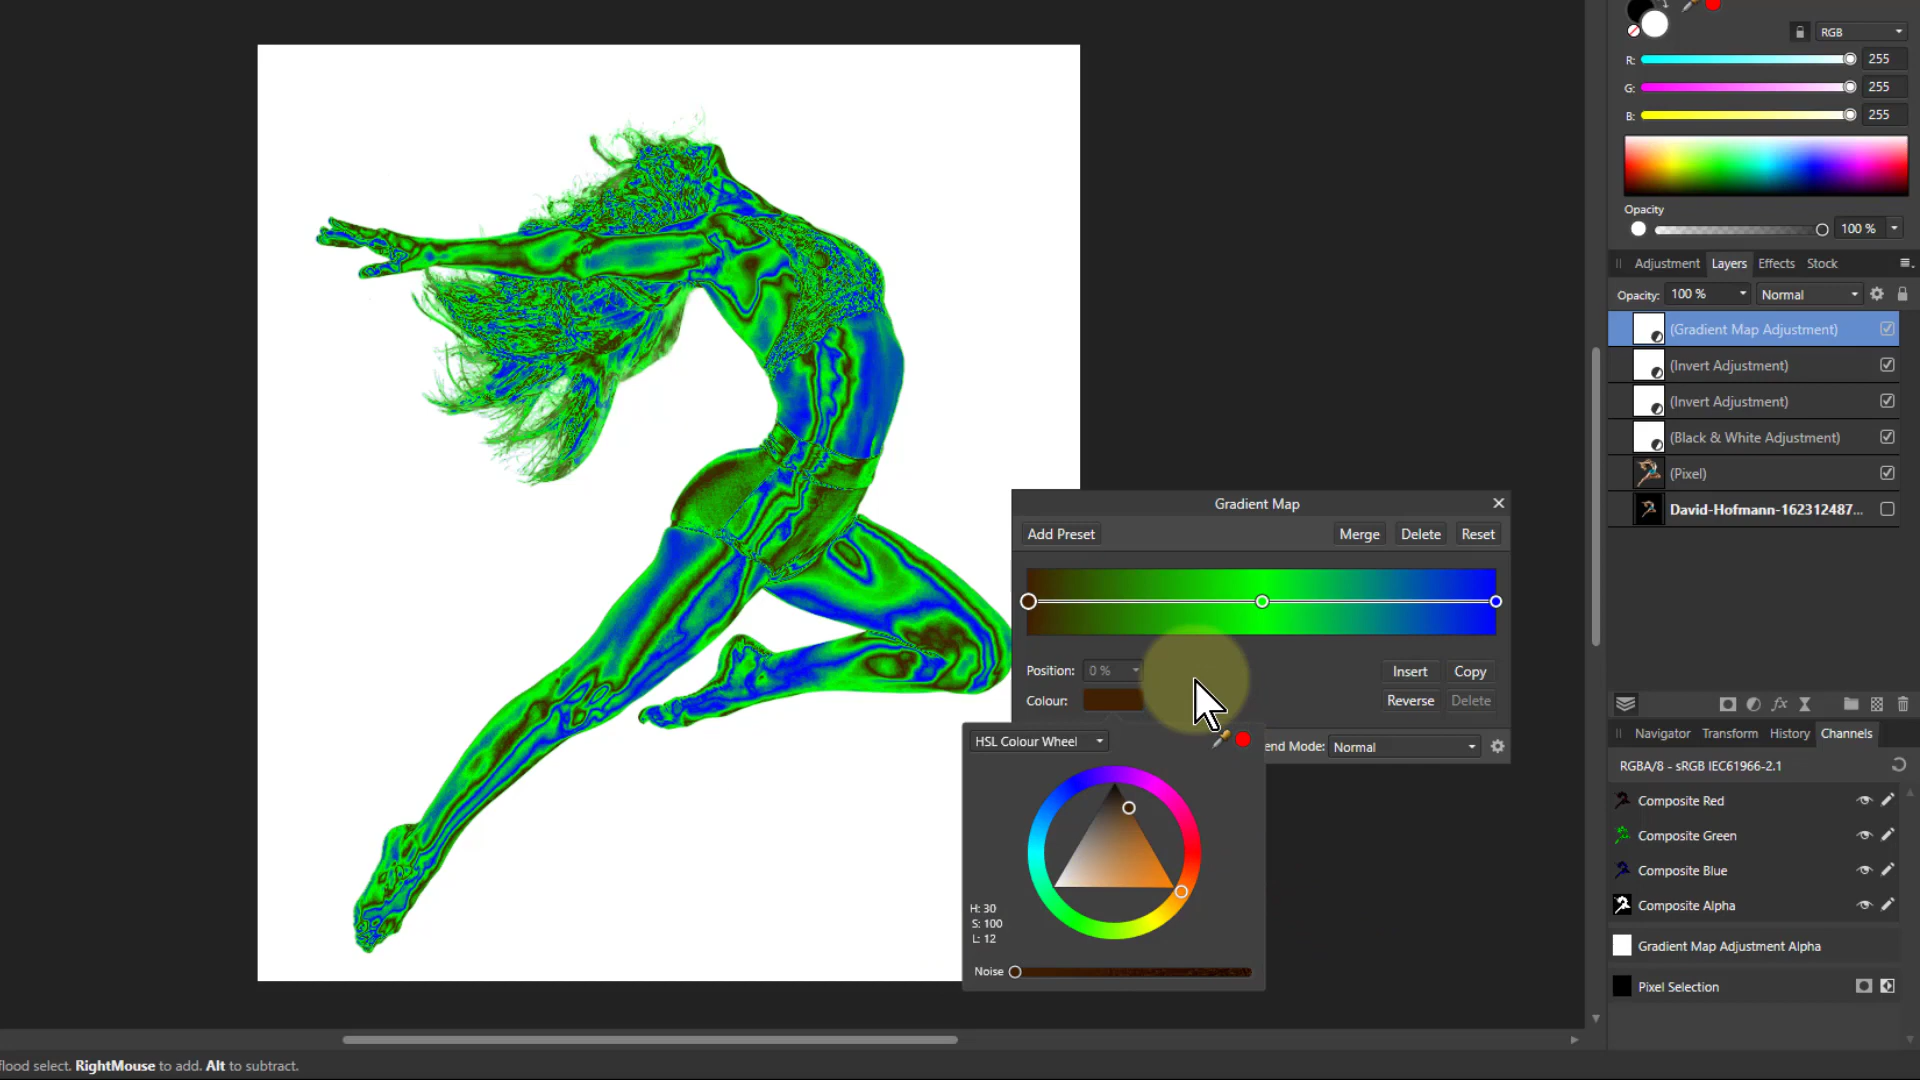 RGB
R: 255
G: 255
B: 255
Opacity
100 %
Adjustment Layers Effects Stock
Opacity: 100 % Normal
(Gradient Map Adjustment)
(Invert Adjustment)
(Invert Adjustment)
(Black & White Adjustment)
(Pixel)
David-Hofmann-162312487...
Gradient Map
Add Preset Merge Delete Reset
Position: 0 % Insert Copy
Colour: Reverse Delete
HSL Colour Wheel
end Mode: Normal
H: 30
S: 100
L: 12
Noise
fx
Navigator Transform History Channels
RGBA/8 - sRGB IEC61966-2.1
Composite Red
Composite Green
Composite Blue
Composite Alpha
Gradient Map Adjustment Alpha
Pixel Selection
flood select. RightMouse to add. Alt to subtract.